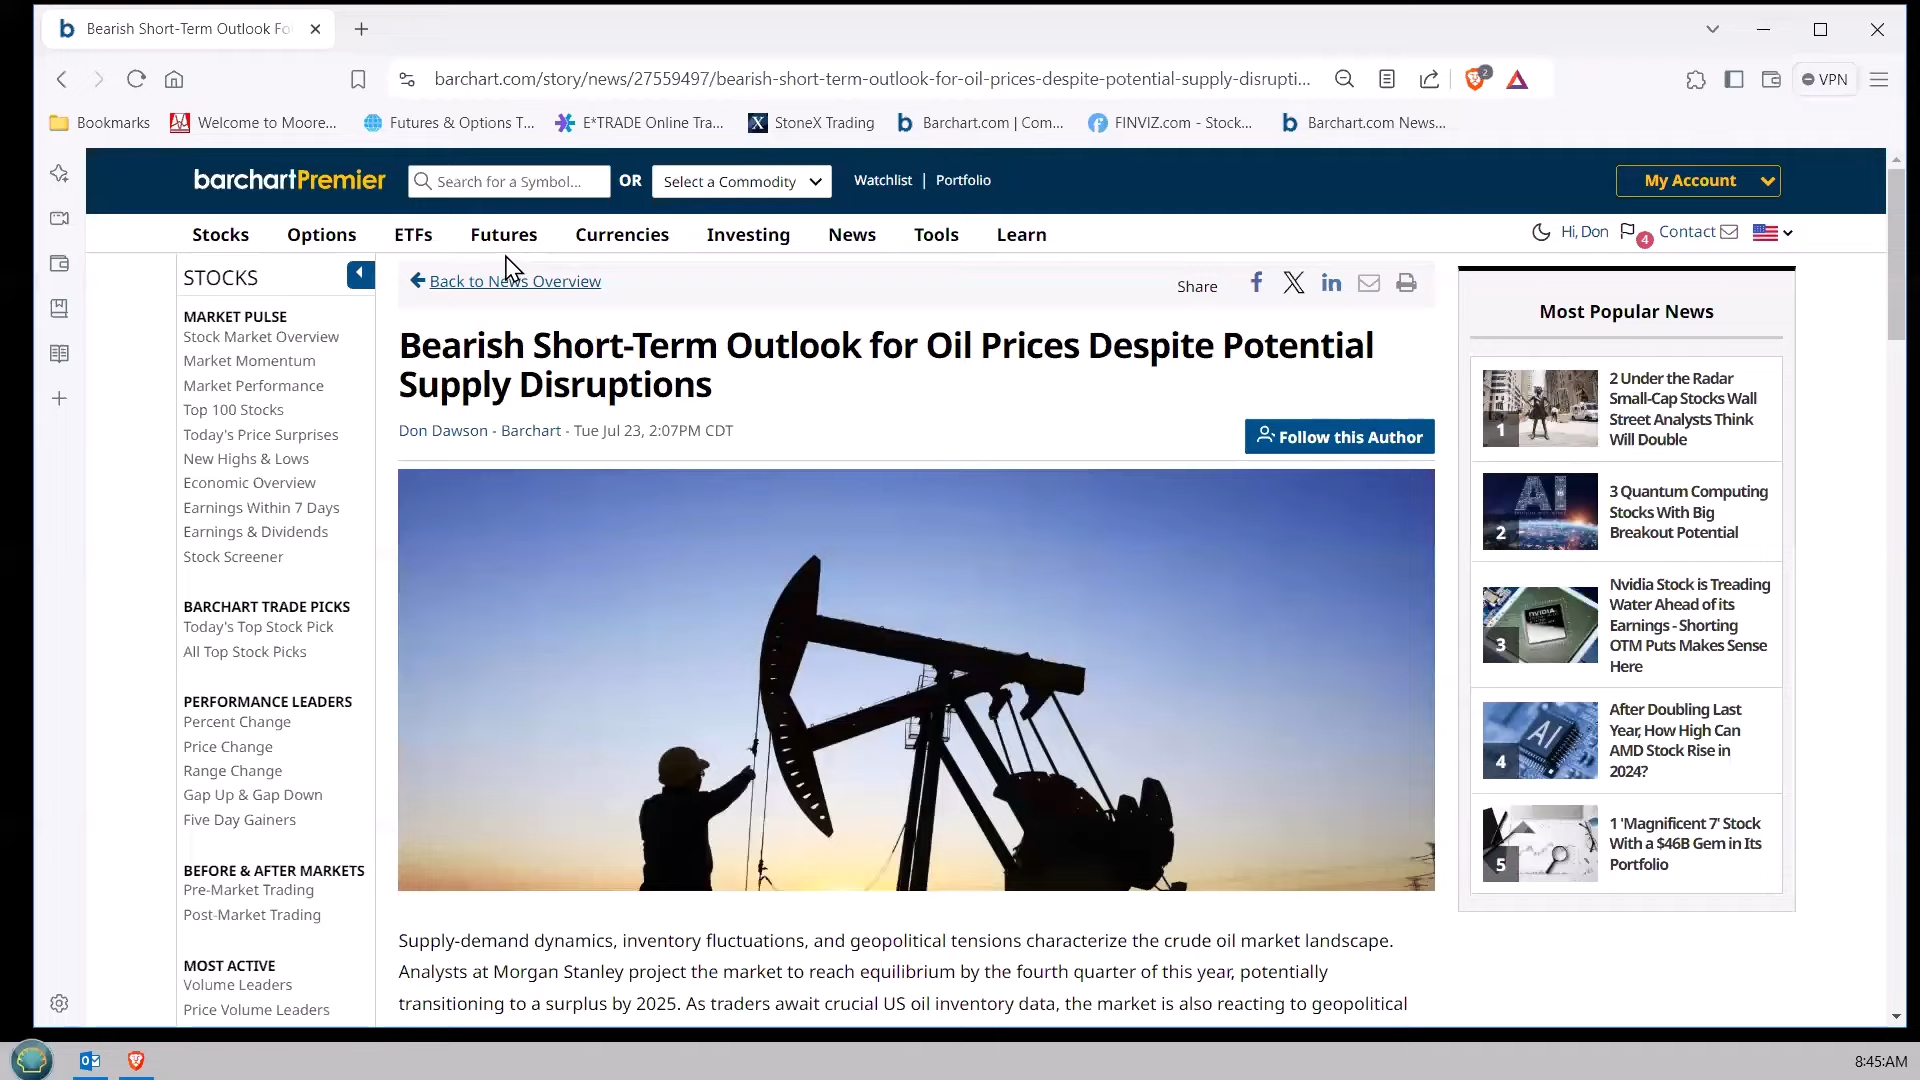 Bearish Short-Term Outlook Fo
barchart.com/story/news/27559497/bearish-short-term-outlook-for-oil-prices-despite-potential-supply-disrupti...
2
VPN
Bookmarks
Welcome to Moore...
Futures & Options T...
E*TRADE Online Tra...
StoneX Trading
Barchart.com | Com...
FINVIZ.com - Stock...
Barchart.com News...
barchartPremier
Search for a Symbol...
OR
Select a Commodity
Watchlist | Portfolio
My Account
Stocks Options ETFs Futures Currencies Investing News Tools Learn
Hi, Don
4
Contact
STOCKS
MARKET PULSE
Stock Market Overview
Market Momentum
Market Performance
Top 100 Stocks
Today's Price Surprises
New Highs & Lows
Economic Overview
Earnings Within 7 Days
Earnings & Dividends
Stock Screener
BARCHART TRADE PICKS
Today's Top Stock Pick
All Top Stock Picks
PERFORMANCE LEADERS
Percent Change
Price Change
Range Change
Gap Up & Gap Down
Five Day Gainers
BEFORE & AFTER MARKETS
Pre-Market Trading
Post-Market Trading
MOST ACTIVE
Volume Leaders
Price Volume Leaders
Back to News Overview
Share
Bearish Short-Term Outlook for Oil Prices Despite Potential
Supply Disruptions
Don Dawson - Barchart - Tue Jul 23, 2:07PM CDT
Follow this Author
Supply-demand dynamics, inventory fluctuations, and geopolitical tensions characterize the crude oil market landscape.
Analysts at Morgan Stanley project the market to reach equilibrium by the fourth quarter of this year, potentially
transitioning to a surplus by 2025. As traders await crucial US oil inventory data, the market is also reacting to geopolitical
Most Popular News
1
2 Under the Radar
Small-Cap Stocks Wall
Street Analysts Think
Will Double
AI
2
3 Quantum Computing
Stocks With Big
Breakout Potential
NVIDIA
3
Nvidia Stock is Treading
Water Ahead of its
Earnings - Shorting
OTM Puts Makes Sense
Here
AI
4
After Doubling Last
Year, How High Can
AMD Stock Rise in
2024?
5
1 'Magnificent 7' Stock
With a $46B Gem in Its
Portfolio
8:45AM